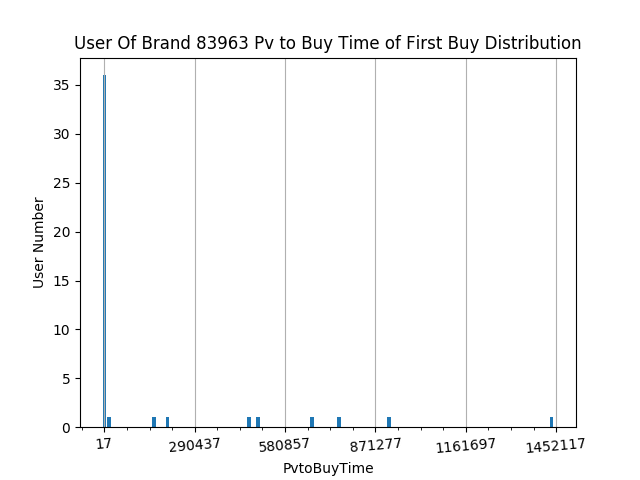 User Of Brand 83963 Pv to Buy Time of First Buy Distribution
35
30
25
20
15
10
5
0
User Number
17 290437 580857 871277 1161697 1452117
PvtoBuyTime